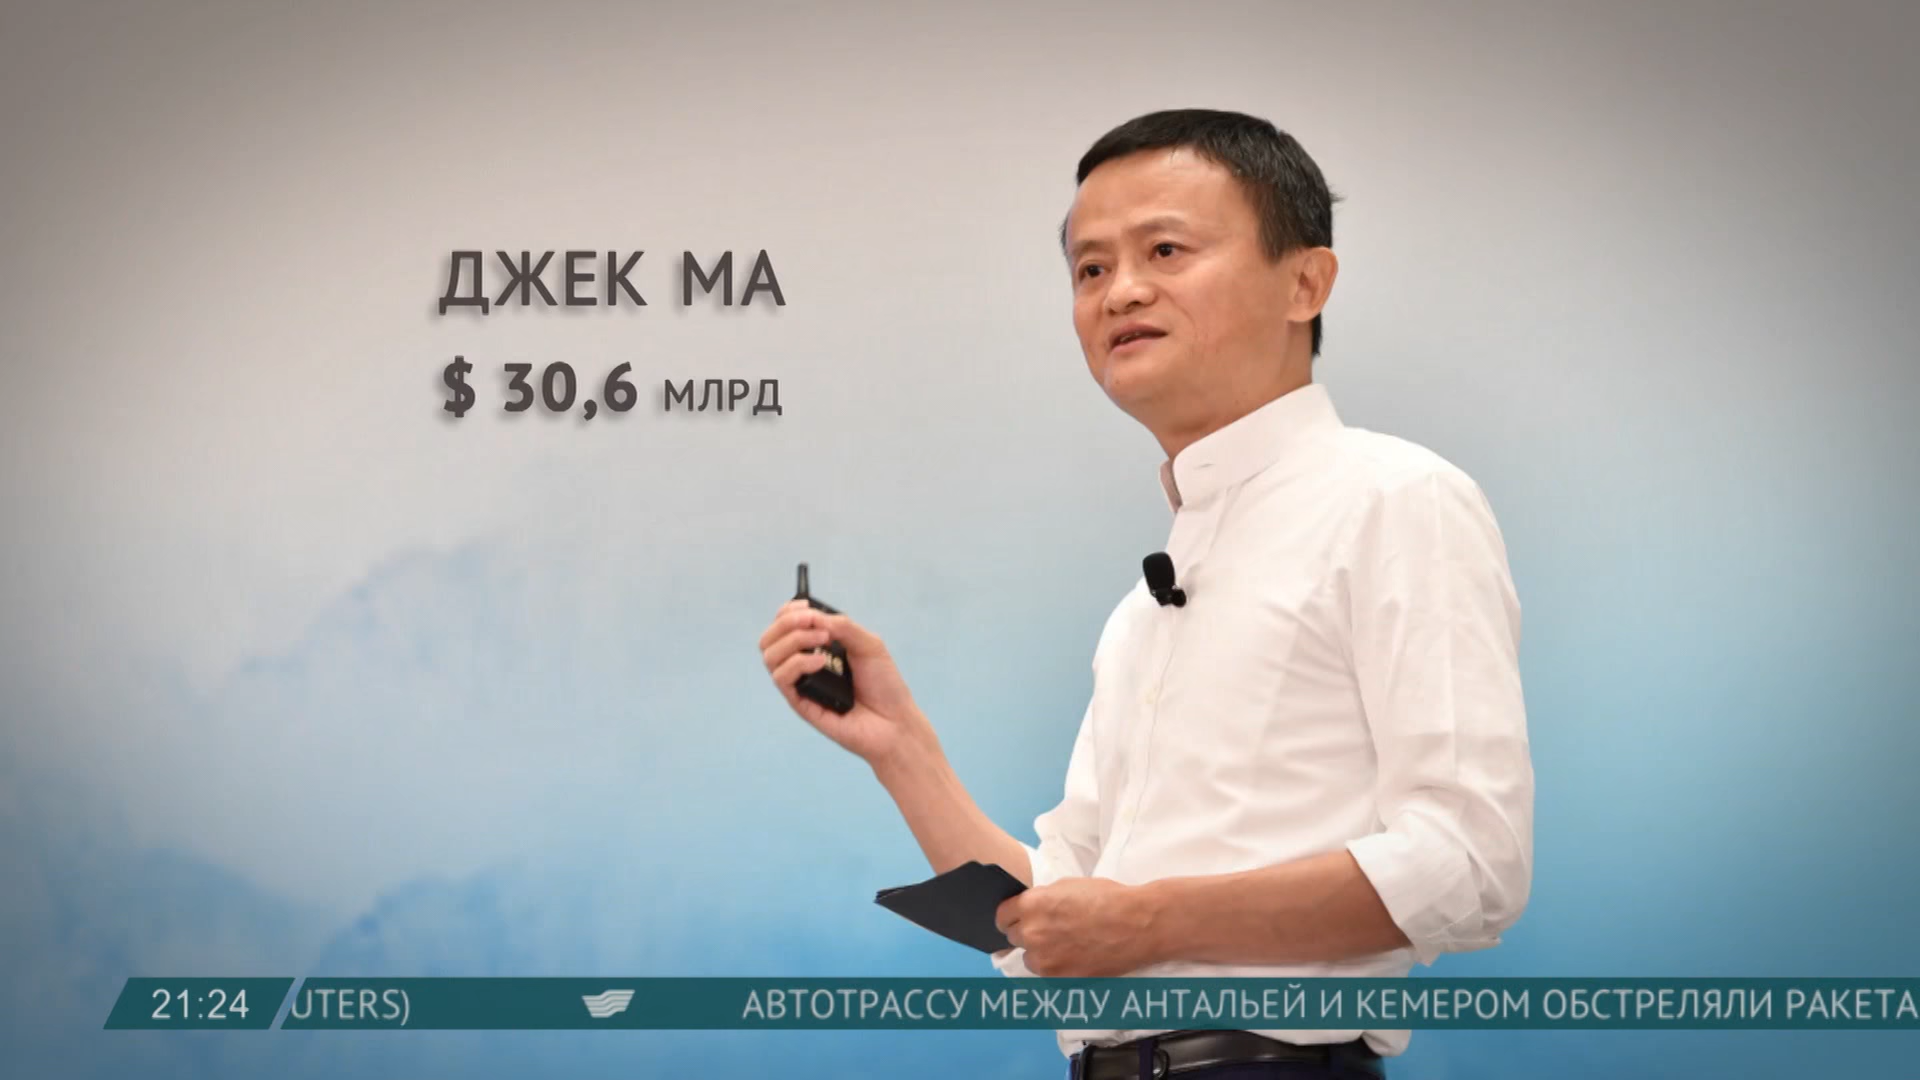 ДЖЕК МА
$ 30,6 МЛРД
21:24 UTERS) АВТОТРАССУ МЕЖДУ АНТАЛЬЕЙ И КЕМЕРОМ ОБСТРЕЛЯЛИ РАКЕТА